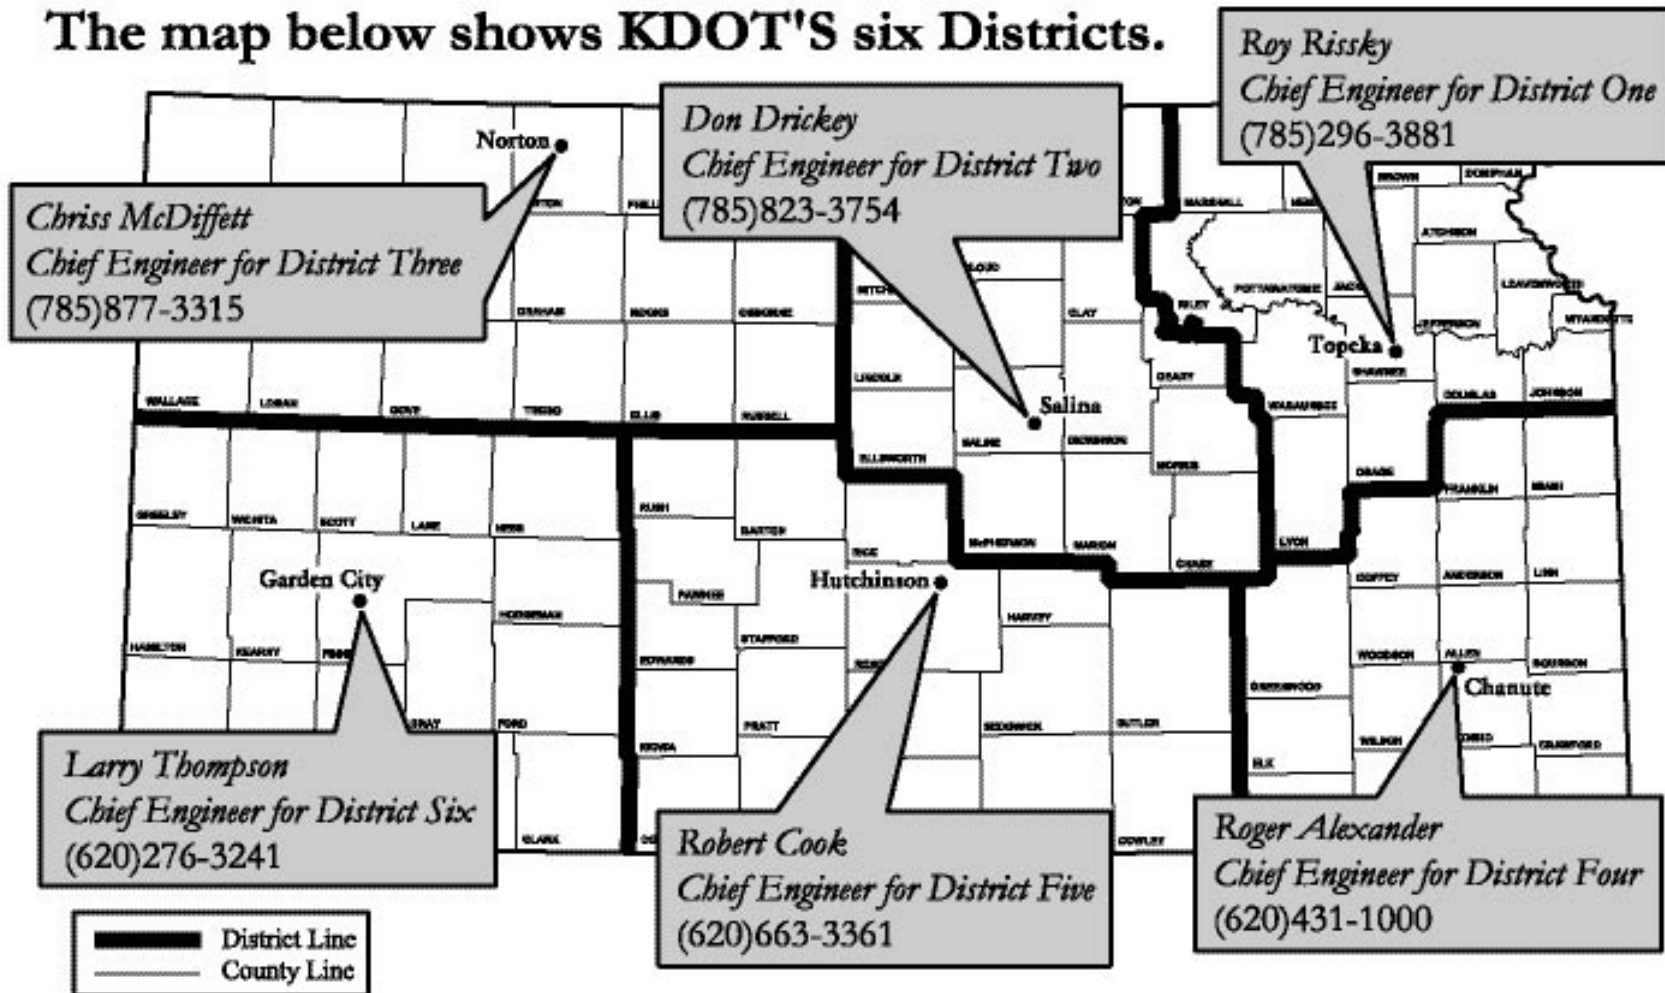 The map below shows KDOT'S six Districts.
Roy Rissky
Chief Engineer for District One
(785)296-3881
Don Drickey
Chief Engineer for District Two
(785)823-3754
Norton
Chriss McDiffett
Chief Engineer for District Three
(785)877-3315
BROWN
DONIPHAN
MARSHALL
ATCHISON
CLOUD
POTTAWATOMIE
LEAVENWORTH
RILEY
CLAY
GRAHAM
ROOKS
OSBORNE
JEFFERSON
WYANDOTTE
Topeka
SHAWNEE
LINCOLN
GEARY
WALLACE
LOGAN
GOVE
TREGO
ELLIS
RUSSELL
Salina
WABAUNSEE
DOUGLAS
JOHNSON
SALINE
DICKINSON
ELLSWORTH
MORRIS
OSAGE
FRANKLIN
MIAMI
GREELEY
WICHITA
SCOTT
LANE
NESS
RUSH
BARTON
RICE
McPHERSON
MARION
CHASE
LYON
Garden City
Hutchinson
COFFEY
ANDERSON
LINN
PAWNEE
HODGEMAN
HARVEY
STAFFORD
HAMILTON
KEARNY
EDWARDS
WOODSON
ALLEN
BOURBON
Chanute
GREENWOOD
GRAY
FORD
PRATT
SEDGWICK
BUTLER
KIOWA
WILSON
CRAWFORD
ELK
Larry Thompson
Chief Engineer for District Six
(620)276-3241
CLARK
COWLEY
Robert Cook
Chief Engineer for District Five
(620)663-3361
Roger Alexander
Chief Engineer for District Four
(620)431-1000
District Line
County Line